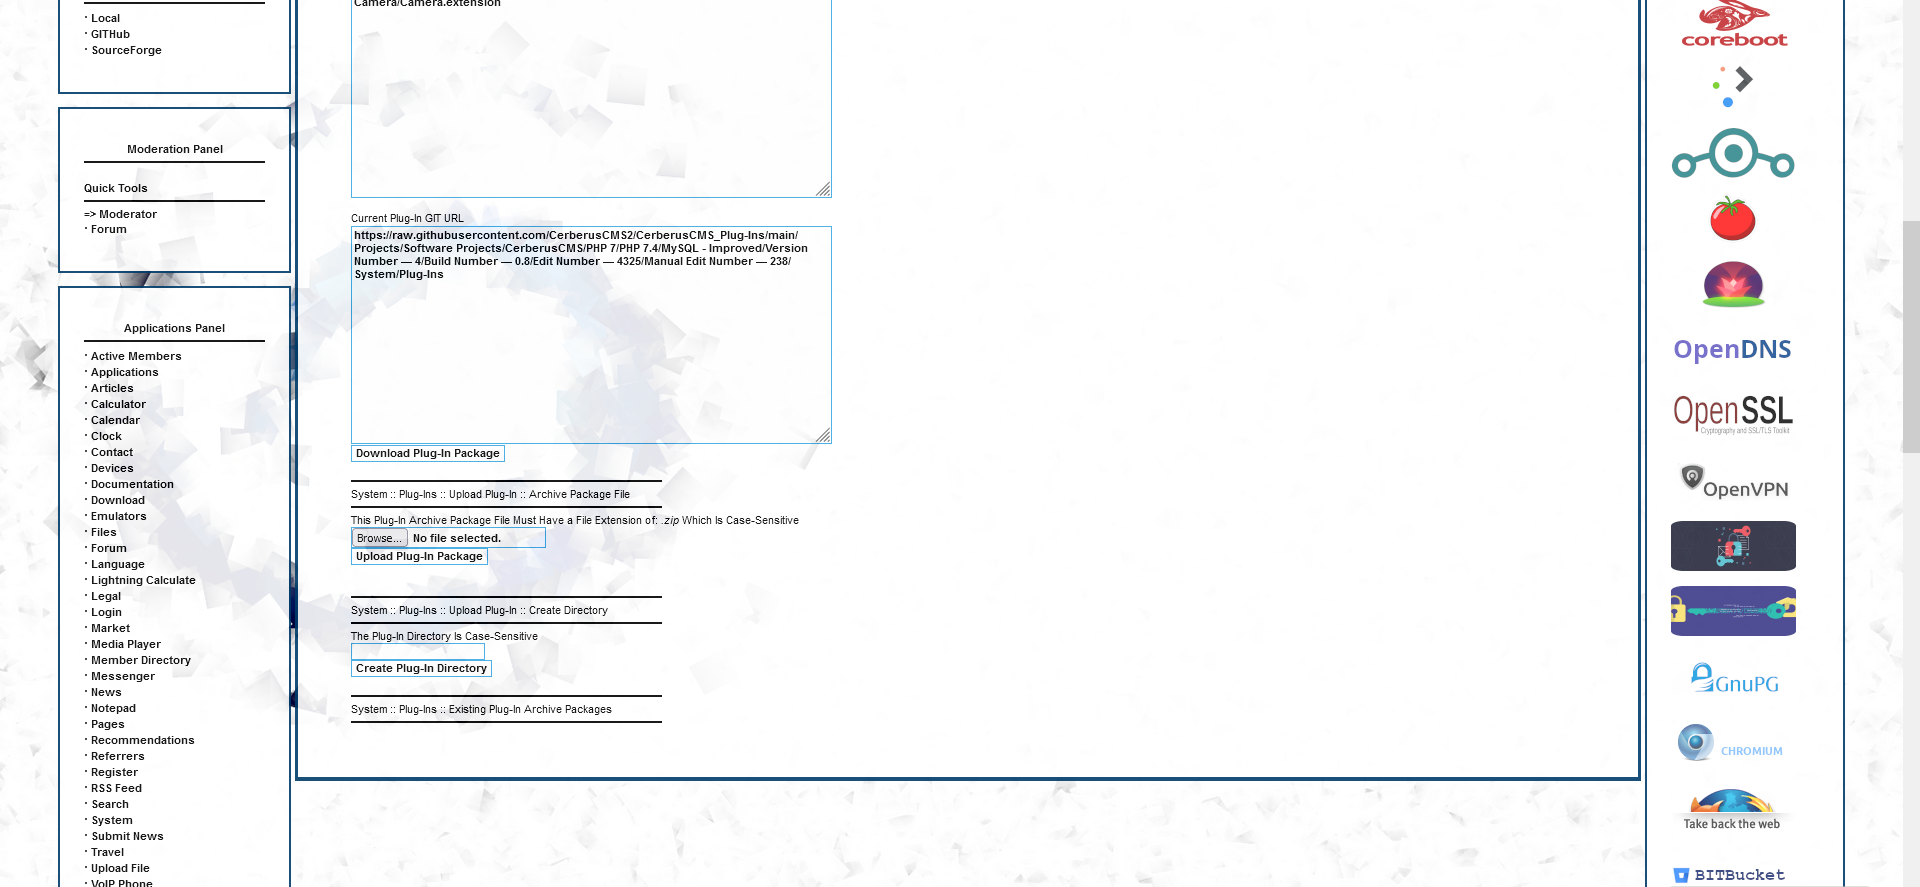 · Local
· GITHub
· SourceForge
Moderation Panel
Quick Tools
=> Moderator
· Forum
Applications Panel
· Active Members
· Applications
· Articles
· Calculator
· Calendar
· Clock
· Contact
· Devices
· Documentation
· Download
· Emulators
· Files
· Forum
· Language
· Lightning Calculate
· Legal
· Login
· Market
· Media Player
· Member Directory
· Messenger
· News
· Notepad
· Pages
· Recommendations
· Referrers
· Register
· RSS Feed
· Search
· System
· Submit News
· Travel
· Upload File
· VoIP Phone
Camera/Camera.extension
Current Plug-In GIT URL
https://raw.githubusercontent.com/CerberusCMS2/CerberusCMS_Plug-Ins/main/
Projects/Software Projects/CerberusCMS/PHP 7/PHP 7.4/MySQL - Improved/Version
Number — 4/Build Number — 0.8/Edit Number — 4325/Manual Edit Number — 238/
System/Plug-Ins
Download Plug-In Package
System :: Plug-Ins :: Upload Plug-In :: Archive Package File
This Plug-In Archive Package File Must Have a File Extension of: .zip Which Is Case-Sensitive
Browse... No file selected.
Upload Plug-In Package
System :: Plug-Ins :: Upload Plug-In :: Create Directory
The Plug-In Directory Is Case-Sensitive
Create Plug-In Directory
System :: Plug-Ins :: Existing Plug-In Archive Packages
coreboot
OpenDNS
OpenSSL
Cryptography and SSL/TLS Toolkit
OpenVPN
GnuPG
CHROMIUM
Take back the web
BITBucket